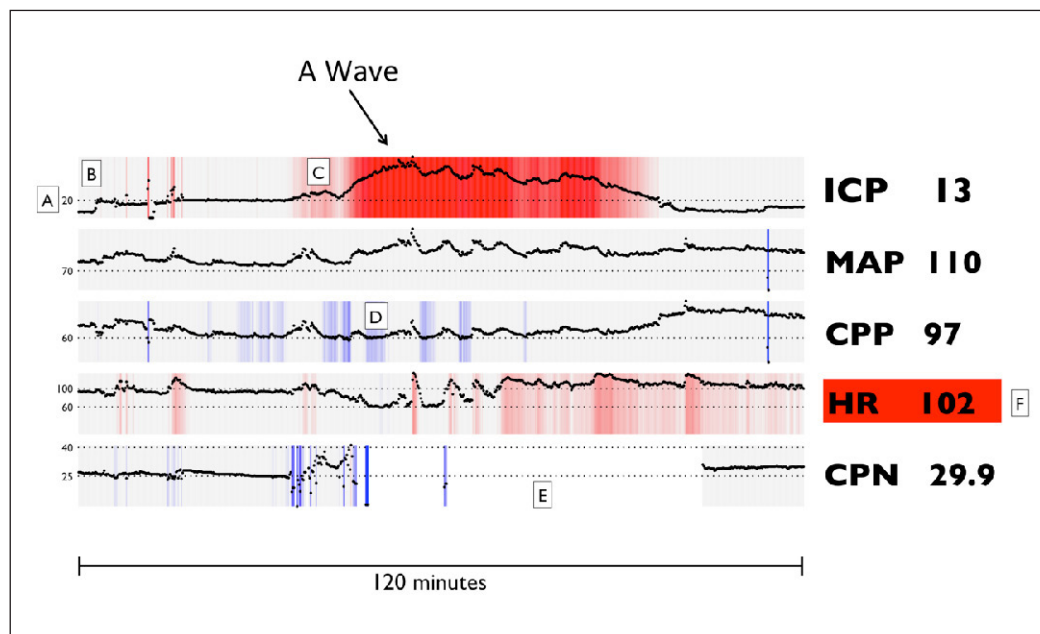 A Wave
B
C
A
20
ICP 13
70
MAP 110
D
60
CPP 97
100
60
HR 102
F
40
25
CPN 29.9
E
120 minutes